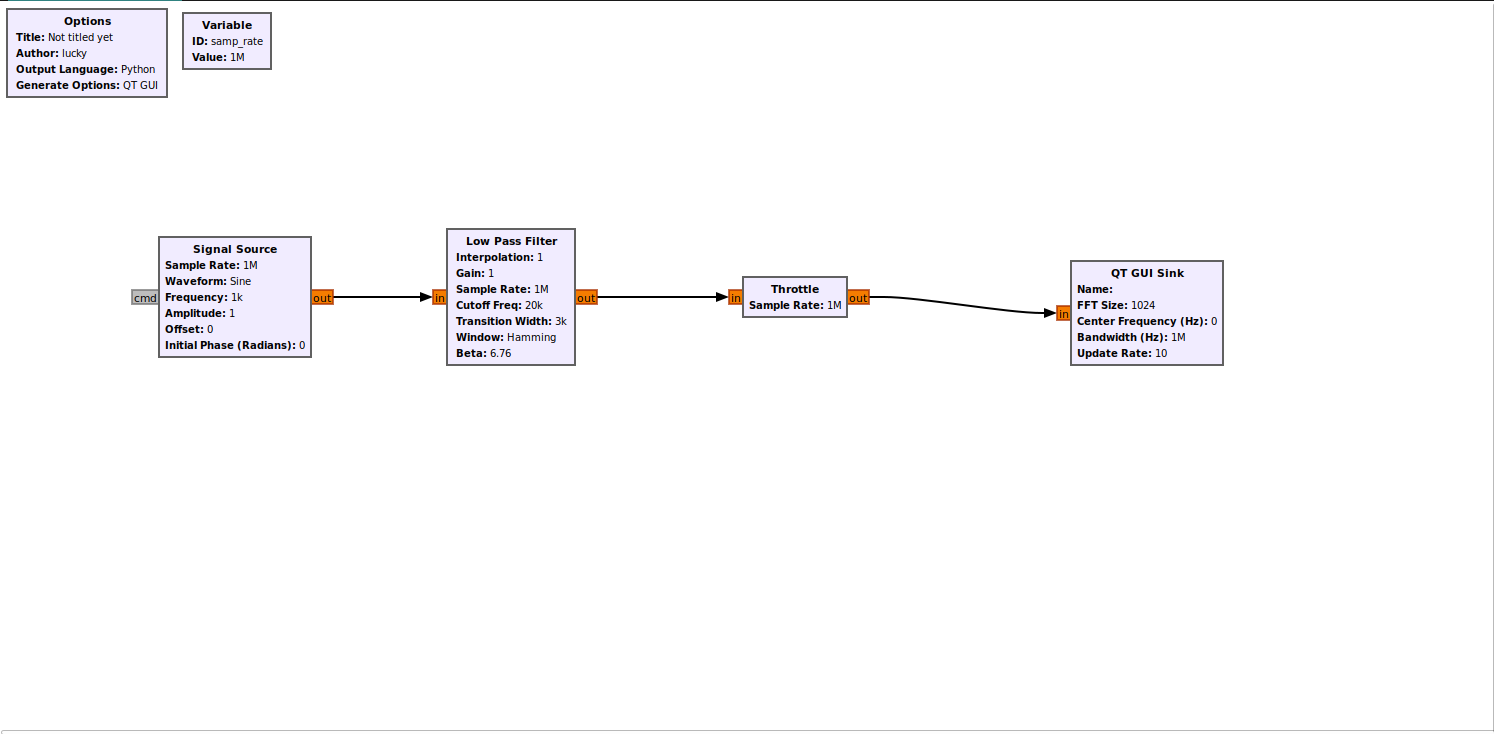 Options
Title: Not titled yet
Author: lucky
Output Language: Python
Generate Options: QT GUI
Variable
ID: samp_rate
Value: 1M
cmd
Signal Source
Sample Rate: 1M
Waveform: Sine
Frequency: 1k
Amplitude: 1
Offset: 0
Initial Phase (Radians): 0
out
in
Low Pass Filter
Interpolation: 1
Gain: 1
Sample Rate: 1M
Cutoff Freq: 20k
Transition Width: 3k
Window: Hamming
Beta: 6.76
out
in
Throttle
Sample Rate: 1M
out
in
QT GUI Sink
Name:
FFT Size: 1024
Center Frequency (Hz): 0
Bandwidth (Hz): 1M
Update Rate: 10